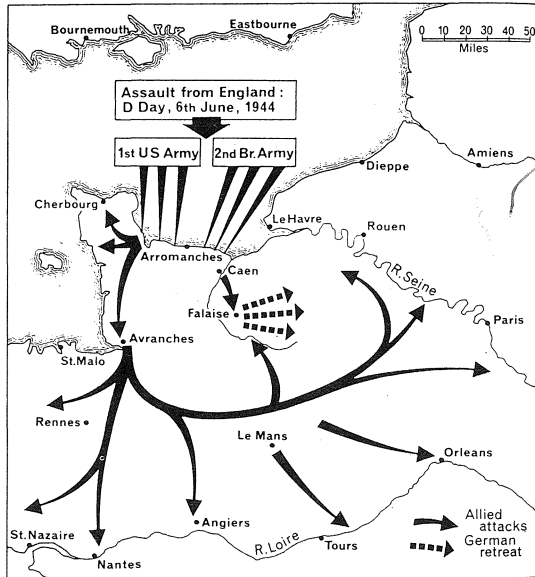 Bournemouth
Eastbourne
0 10 20 30 40 50
Miles
Assault from England :
D Day, 6th June, 1944
1st US Army
2nd Br. Army
Dieppe
Amiens
Cherbourg
Le Havre
Rouen
Arromanches
Caen
R. Seine
Falaise
Paris
Avranches
St. Malo
Rennes
Le Mans
Orleans
Angiers
Allied
attacks
St. Nazaire
R. Loire
Tours
German
retreat
Nantes